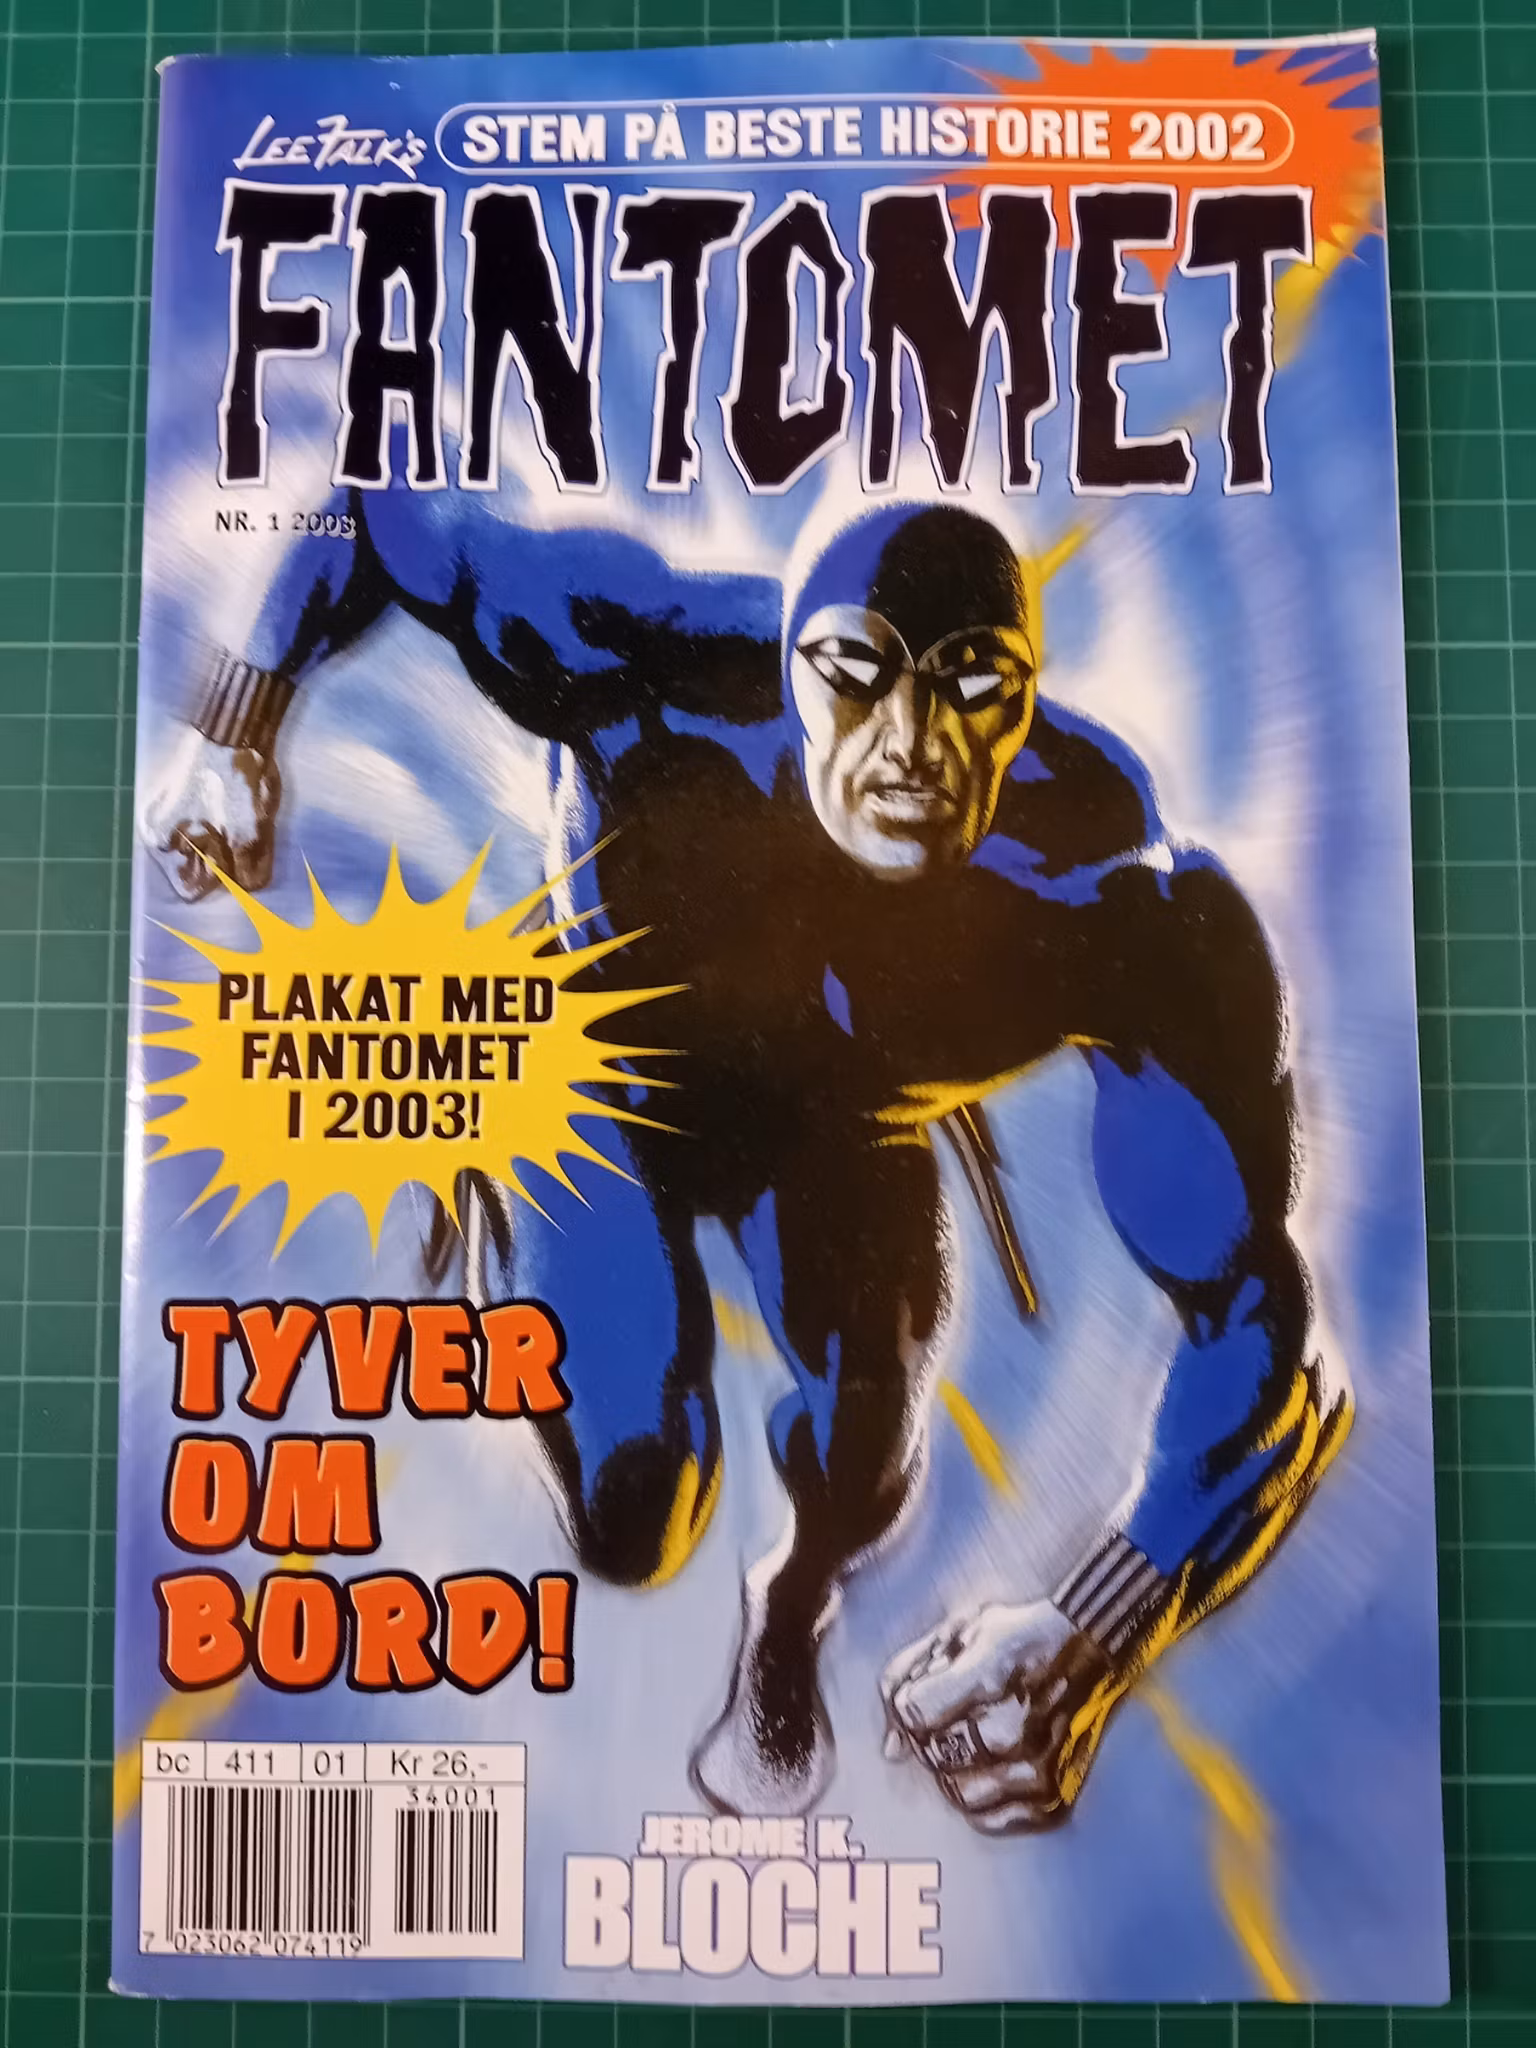 LEE FALK'S
STEM PÅ BESTE HISTORIE 2002
FANTOMET
NR. 1 2003
PLAKAT MED
FANTOMET
I 2003!
TYVER
OM
BORD!
bc 411 01 Kr 26,-
34001
7 023062 074119
JEROME K.
BLOCHE